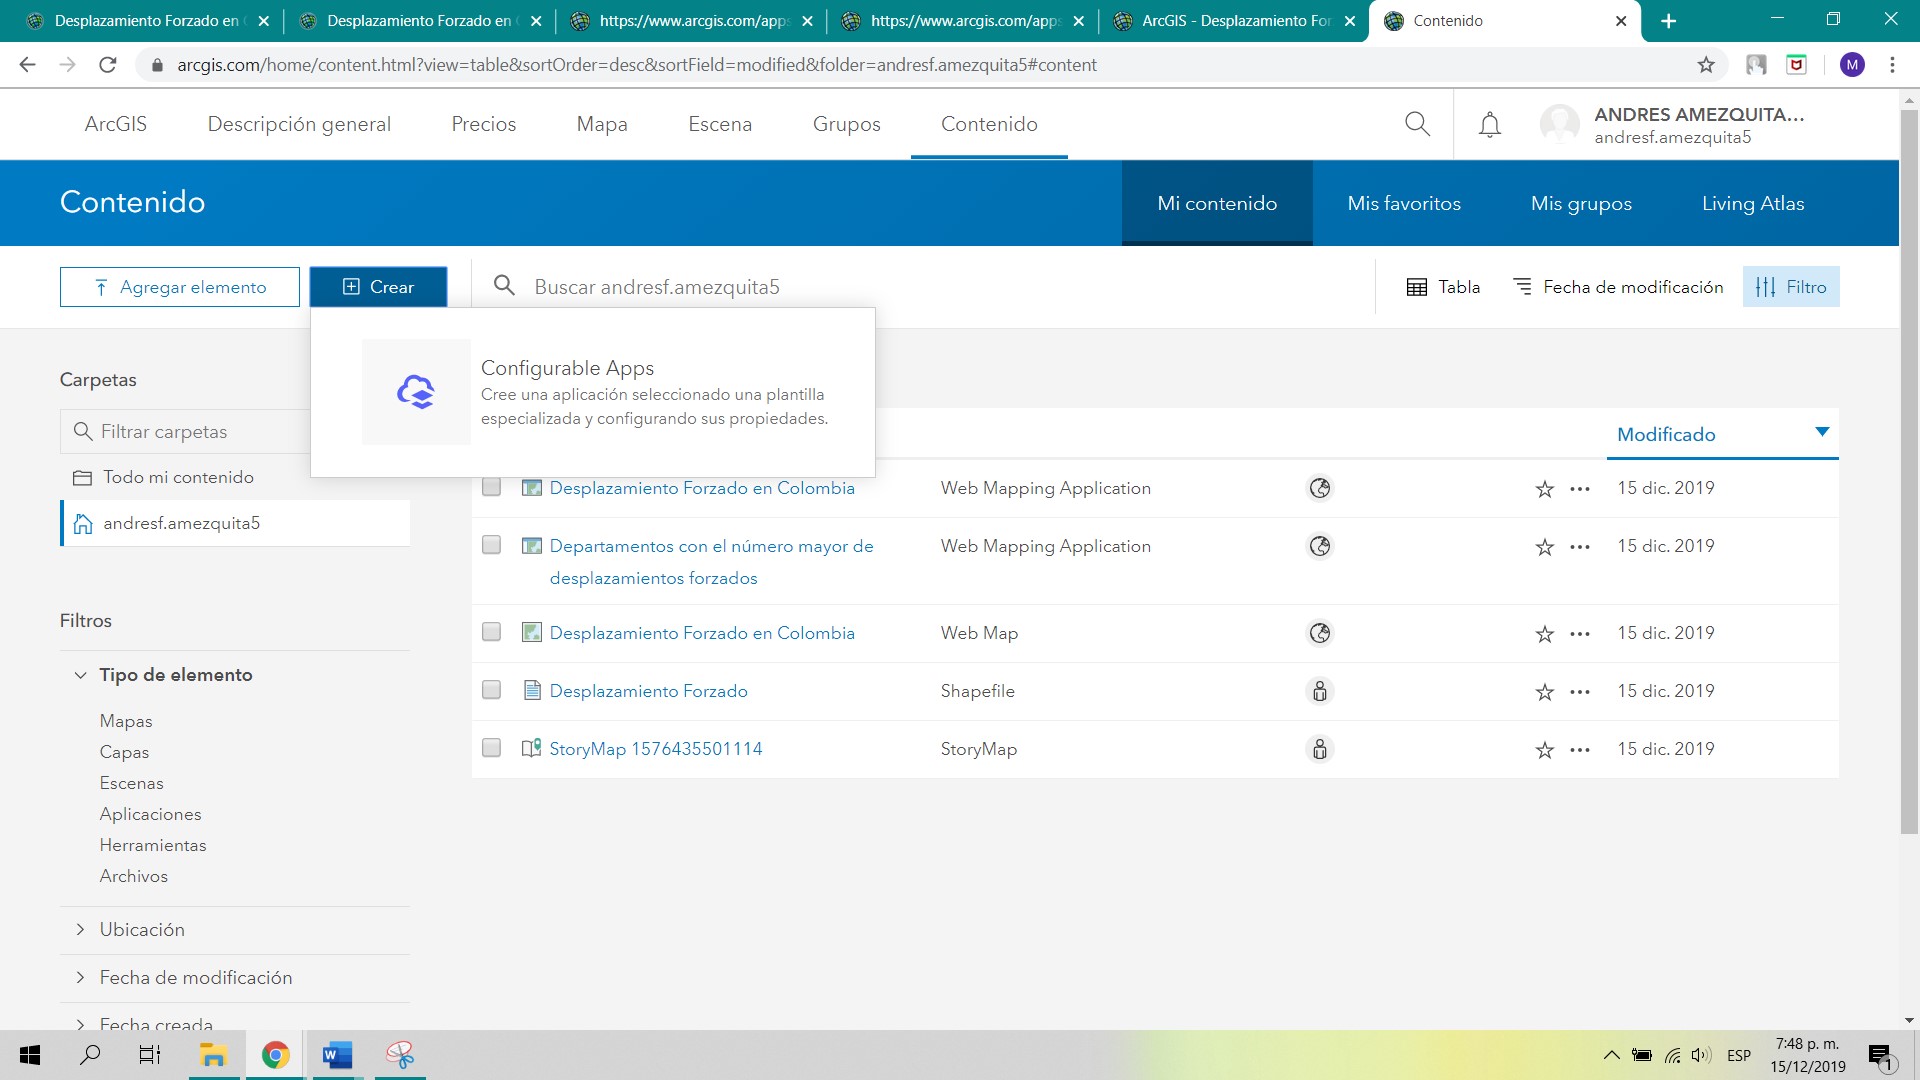 Desplazamiento Forzado en C
Desplazamiento Forzado en C
https://www.arcgis.com/apps
https://www.arcgis.com/apps
ArcGIS - Desplazamiento For
Contenido
arcgis.com/home/content.html?view=table&sortOrder=desc&sortField=modified&folder=andresf.amezquita5#content
M
ArcGIS
Descripción general
Precios
Mapa
Escena
Grupos
Contenido
ANDRES AMEZQUITA...
andresf.amezquita5
Contenido
Mi contenido
Mis favoritos
Mis grupos
Living Atlas
Agregar elemento
Crear
Buscar andresf.amezquita5
Tabla
Fecha de modificación
Filtro
Configurable Apps
Cree una aplicación seleccionado una plantilla
especializada y configurando sus propiedades.
Carpetas
Filtrar carpetas
Todo mi contenido
andresf.amezquita5
Modificado
Desplazamiento Forzado en Colombia Web Mapping Application 15 dic. 2019
Departamentos con el número mayor de Web Mapping Application 15 dic. 2019
desplazamientos forzados
Desplazamiento Forzado en Colombia Web Map 15 dic. 2019
Desplazamiento Forzado Shapefile 15 dic. 2019
StoryMap 1576435501114 StoryMap 15 dic. 2019
Filtros
Tipo de elemento
Mapas
Capas
Escenas
Aplicaciones
Herramientas
Archivos
Ubicación
Fecha de modificación
Fecha creada
ESP
7:48 p. m.
15/12/2019
1